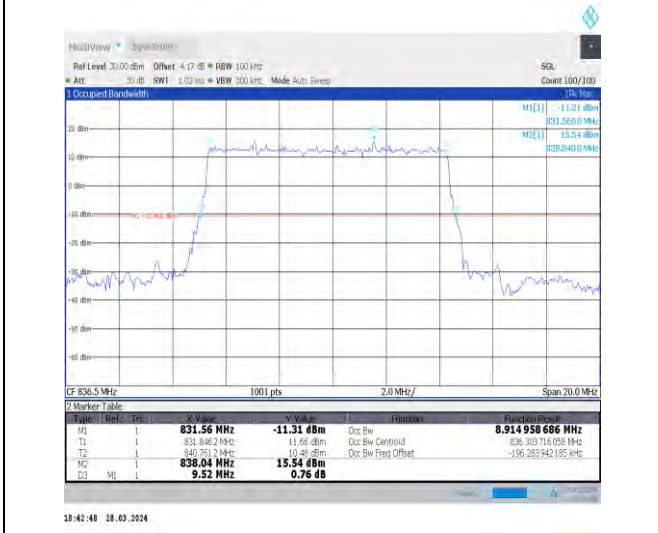 MultiView Spectrum
Ref Level 30.00 dBm Offset 4.17 dB RBW 100 kHz SGL
Att 30 dB SWT 1.02 ms VBW 300 kHz Mode Auto Sweep Count 100/100
1 Occupied Bandwidth 1Pk Max
M1[1] -11.31 dBm
831.5600 MHz
M2[1] 15.54 dBm
838.0400 MHz
20 dBm
10 dBm
0 dBm
-10 dBm
-20 dBm
-30 dBm
-40 dBm
-50 dBm
-60 dBm
CF 836.5 MHz 1001 pts 2.0 MHz/ Span 20.0 MHz
2 Marker Table
Type Ref Trc X-Value Y-Value Function Function Result
M1 1 831.56 MHz -11.31 dBm Occ Bw 8.914 958 686 MHz
T1 1 831.846 2 MHz 11.66 dBm Occ Bw Centroid 836.303 716 058 MHz
T2 1 840.761 2 MHz 10.48 dBm Occ Bw Freq Offset -196.283 942 185 kHz
M2 1 838.04 MHz 15.54 dBm
D3 M1 1 9.52 MHz 0.76 dB
18:42:48 28.03.2024